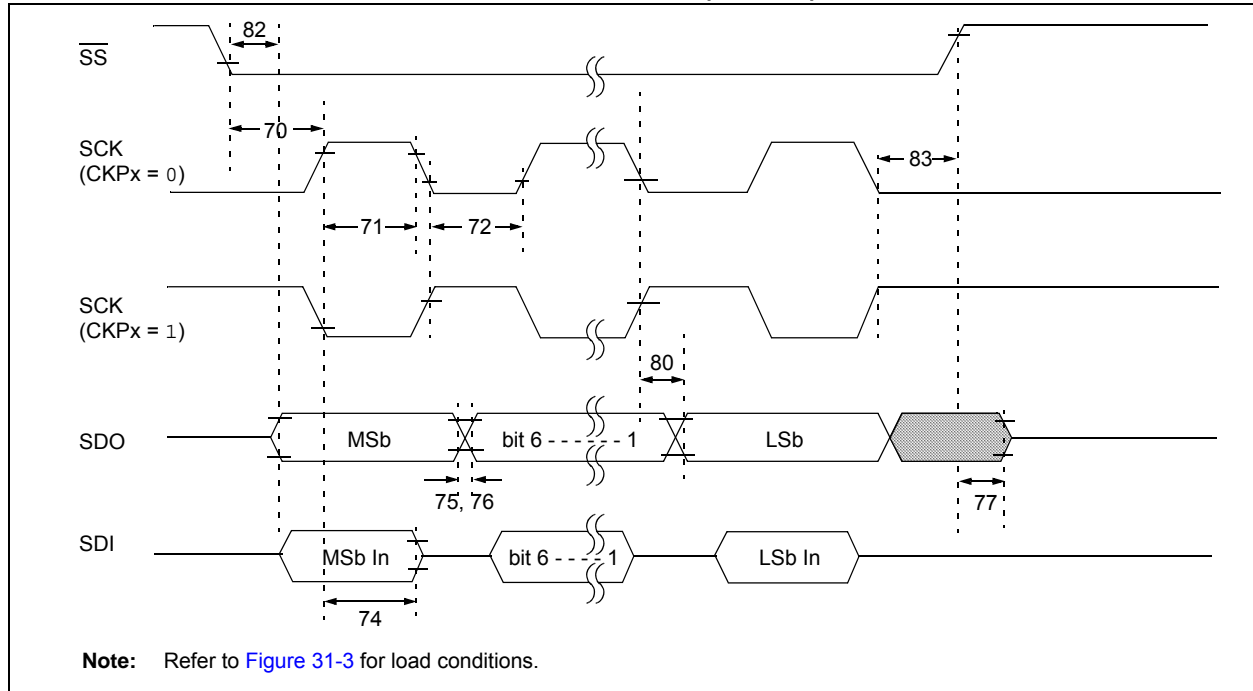 82
SS
70
SCK
(CKPx = 0)
83
71
72
SCK
(CKPx = 1)
80
SDO
MSb
bit 6 - - - - - - 1
LSb
75, 76
77
SDI
MSb In
bit 6 - - - - 1
LSb In
74
Note: Refer to Figure 31-3 for load conditions.